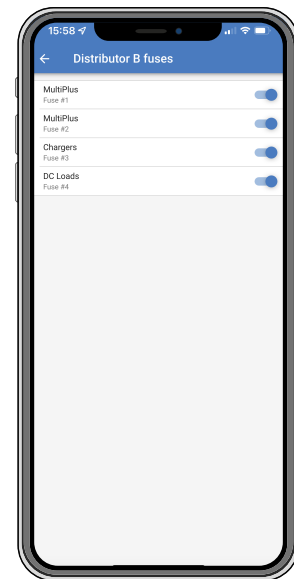 15:58
Distributor B fuses
MultiPlus
Fuse #1
MultiPlus
Fuse #2
Chargers
Fuse #3
DC Loads
Fuse #4